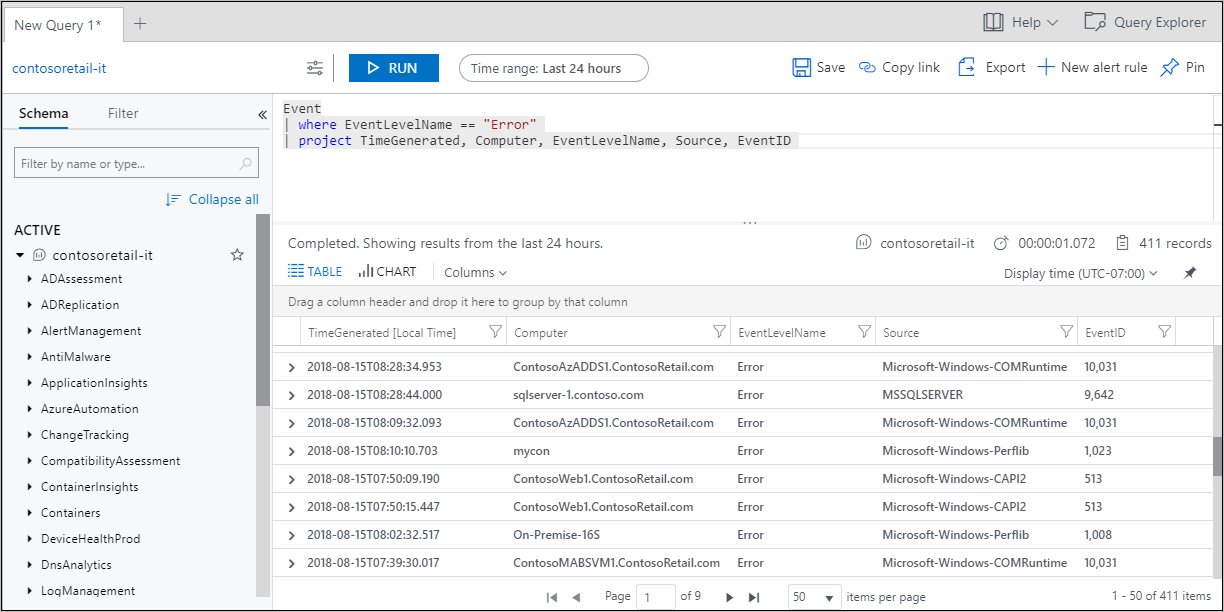 New Query 1* +
Help Query Explorer
contosoretail-it RUN Time range: Last 24 hours Save Copy link Export New alert rule Pin
Schema Filter «
Filter by name or type...
Collapse all
ACTIVE
contosoretail-it
ADAssessment
ADReplication
AlertManagement
AntiMalware
ApplicationInsights
AzureAutomation
ChangeTracking
CompatibilityAssessment
ContainerInsights
Containers
DeviceHealthProd
DnsAnalytics
LogManagement
Event
| where EventLevelName == "Error"
| project TimeGenerated, Computer, EventLevelName, Source, EventID
Completed. Showing results from the last 24 hours. contosoretail-it 00:00:01.072 411 records
TABLE CHART Columns Display time (UTC-07:00)
Drag a column header and drop it here to group by that column
TimeGenerated [Local Time] Computer EventLevelName Source EventID
2018-08-15T08:28:34.953 ContosoAzADDS1.ContosoRetail.com Error Microsoft-Windows-COMRuntime 10,031
2018-08-15T08:28:44.000 sqlserver-1.contoso.com Error MSSQLSERVER 9,642
2018-08-15T08:09:32.093 ContosoAzADDS1.ContosoRetail.com Error Microsoft-Windows-COMRuntime 10,031
2018-08-15T08:10:10.703 mycon Error Microsoft-Windows-Perflib 1,023
2018-08-15T07:50:09.190 ContosoWeb1.ContosoRetail.com Error Microsoft-Windows-CAPI2 513
2018-08-15T07:50:15.447 ContosoWeb1.ContosoRetail.com Error Microsoft-Windows-CAPI2 513
2018-08-15T08:02:32.517 On-Premise-16S Error Microsoft-Windows-Perflib 1,008
2018-08-15T07:39:30.017 ContosoMABSVM1.ContosoRetail.com Error Microsoft-Windows-COMRuntime 10,031
Page 1 of 9 50 items per page 1 - 50 of 411 items